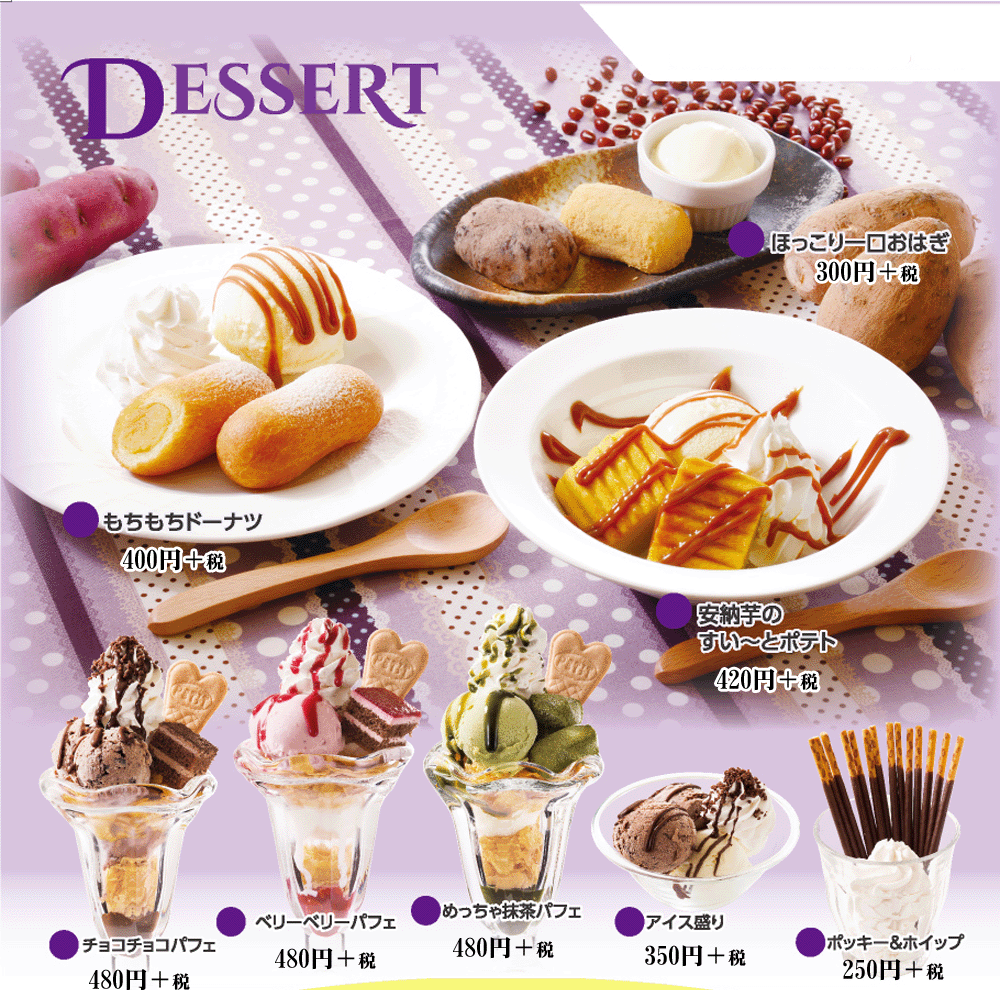 DESSERT
ほっこり一口おはぎ
300円＋税
もちもちドーナツ
400円＋税
安納芋の
すい～とポテト
420円＋税
チョコチョコパフェ
480円＋税
ベリーベリーパフェ
480円＋税
めっちゃ抹茶パフェ
480円＋税
アイス盛り
350円＋税
ポッキー&ホイップ
250円＋税